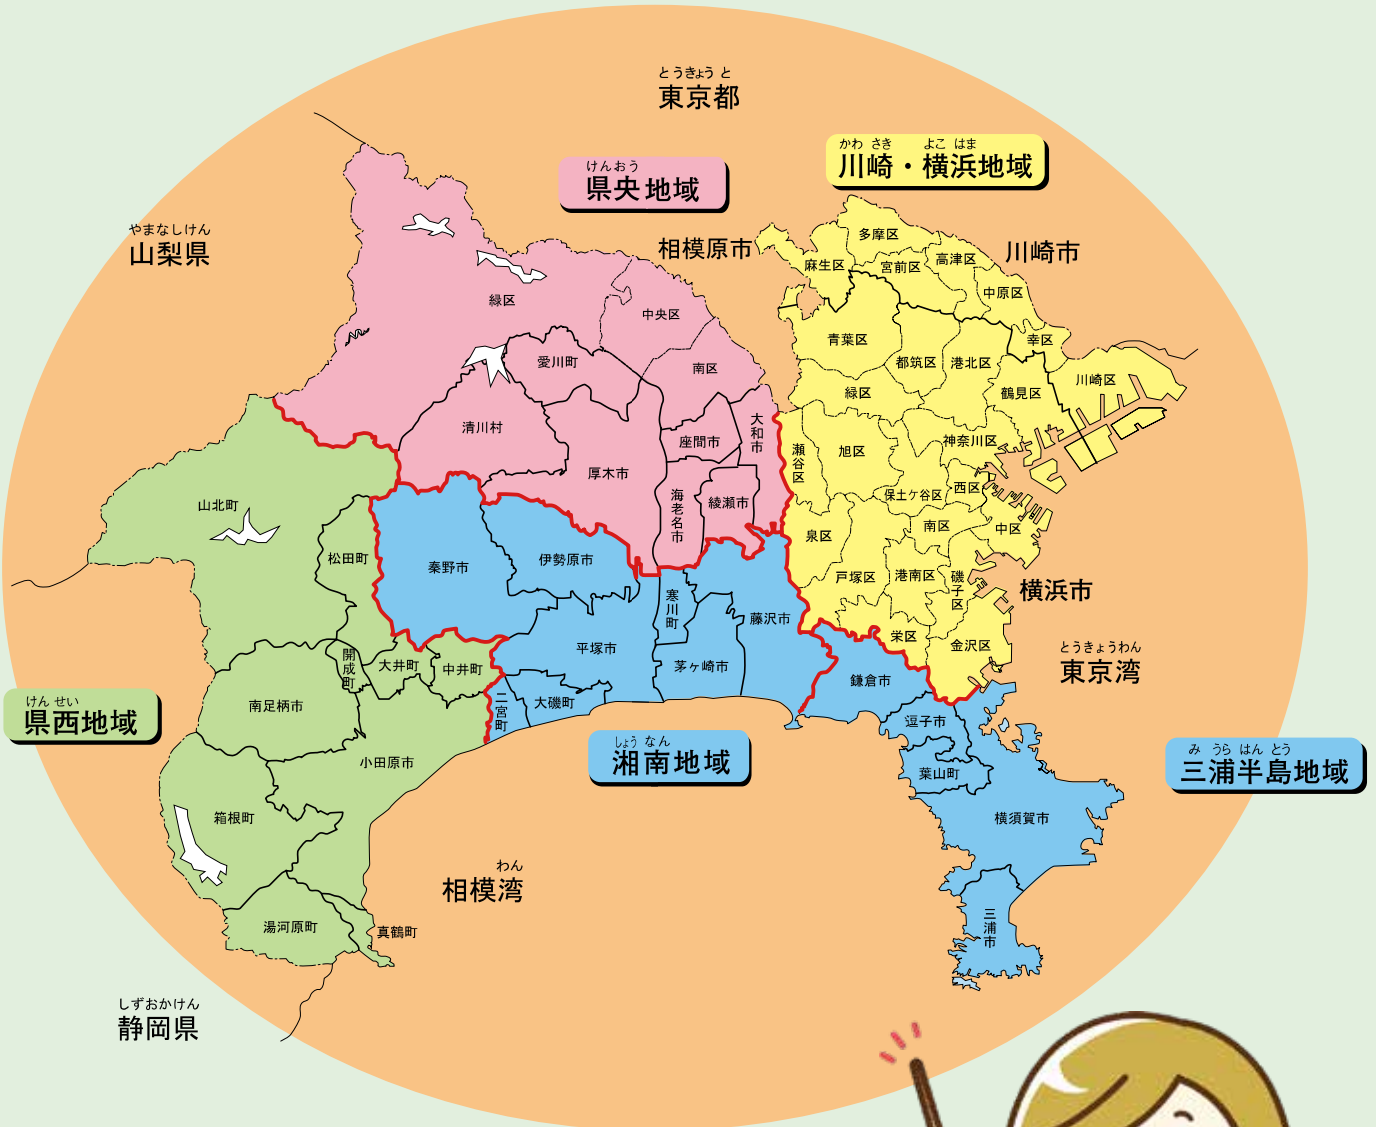 とうきょう と
東京都
かわ さき よこ はま
川崎・横浜地域
けんおう
県央地域
やまなしけん
山梨県
相模原市
川崎市
多摩区
麻生区
宮前区
高津区
中原区
幸区
川崎区
緑区
中央区
南区
愛川町
清川村
厚木市
座間市
大和市
海老名市
綾瀬市
青葉区
都筑区
港北区
鶴見区
緑区
神奈川区
瀬谷区
旭区
保土ケ谷区
西区
中区
南区
泉区
戸塚区
港南区
磯子区
栄区
金沢区
横浜市
とうきょうわん
東京湾
山北町
松田町
開成町
大井町
中井町
南足柄市
小田原市
箱根町
湯河原町
真鶴町
けん せい
県西地域
秦野市
伊勢原市
平塚市
寒川町
藤沢市
茅ヶ崎市
二宮町
大磯町
しょう なん
湘南地域
鎌倉市
逗子市
葉山町
横須賀市
三浦市
み うら はん とう
三浦半島地域
わん
相模湾
しずおかけん
静岡県